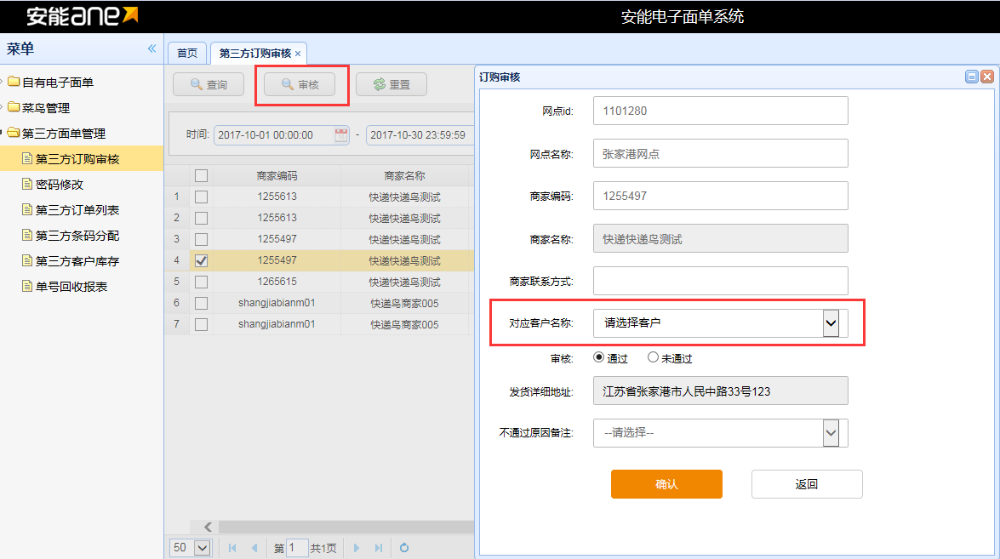 安能ane
安能电子面单系统
菜单
«
自有电子面单
菜鸟管理
第三方面单管理
第三方订购审核
密码修改
第三方订单列表
第三方条码分配
第三方客户库存
单号回收报表
首页
第三方订购审核 ×
查询
审核
重置
时间: 2017-10-01 00:00:00 - 2017-10-30 23:59:59
商家编码 商家名称
1 1255613 快递快递鸟测试
2 1255613 快递快递鸟测试
3 1255497 快递快递鸟测试
4 1255497 快递快递鸟测试
5 1265615 快递快递鸟测试
6 shangjiabianm01 快递鸟商家005
7 shangjiabianm01 快递鸟商家005
50 第 1 共1页
订购审核
网点id: 1101280
网点名称: 张家港网点
商家编码: 1255497
商家名称: 快递快递鸟测试
商家联系方式:
对应客户名称: 请选择客户
审核: 通过 未通过
发货详细地址: 江苏省张家港市人民中路33号123
不通过原因备注: --请选择--
确认 返回